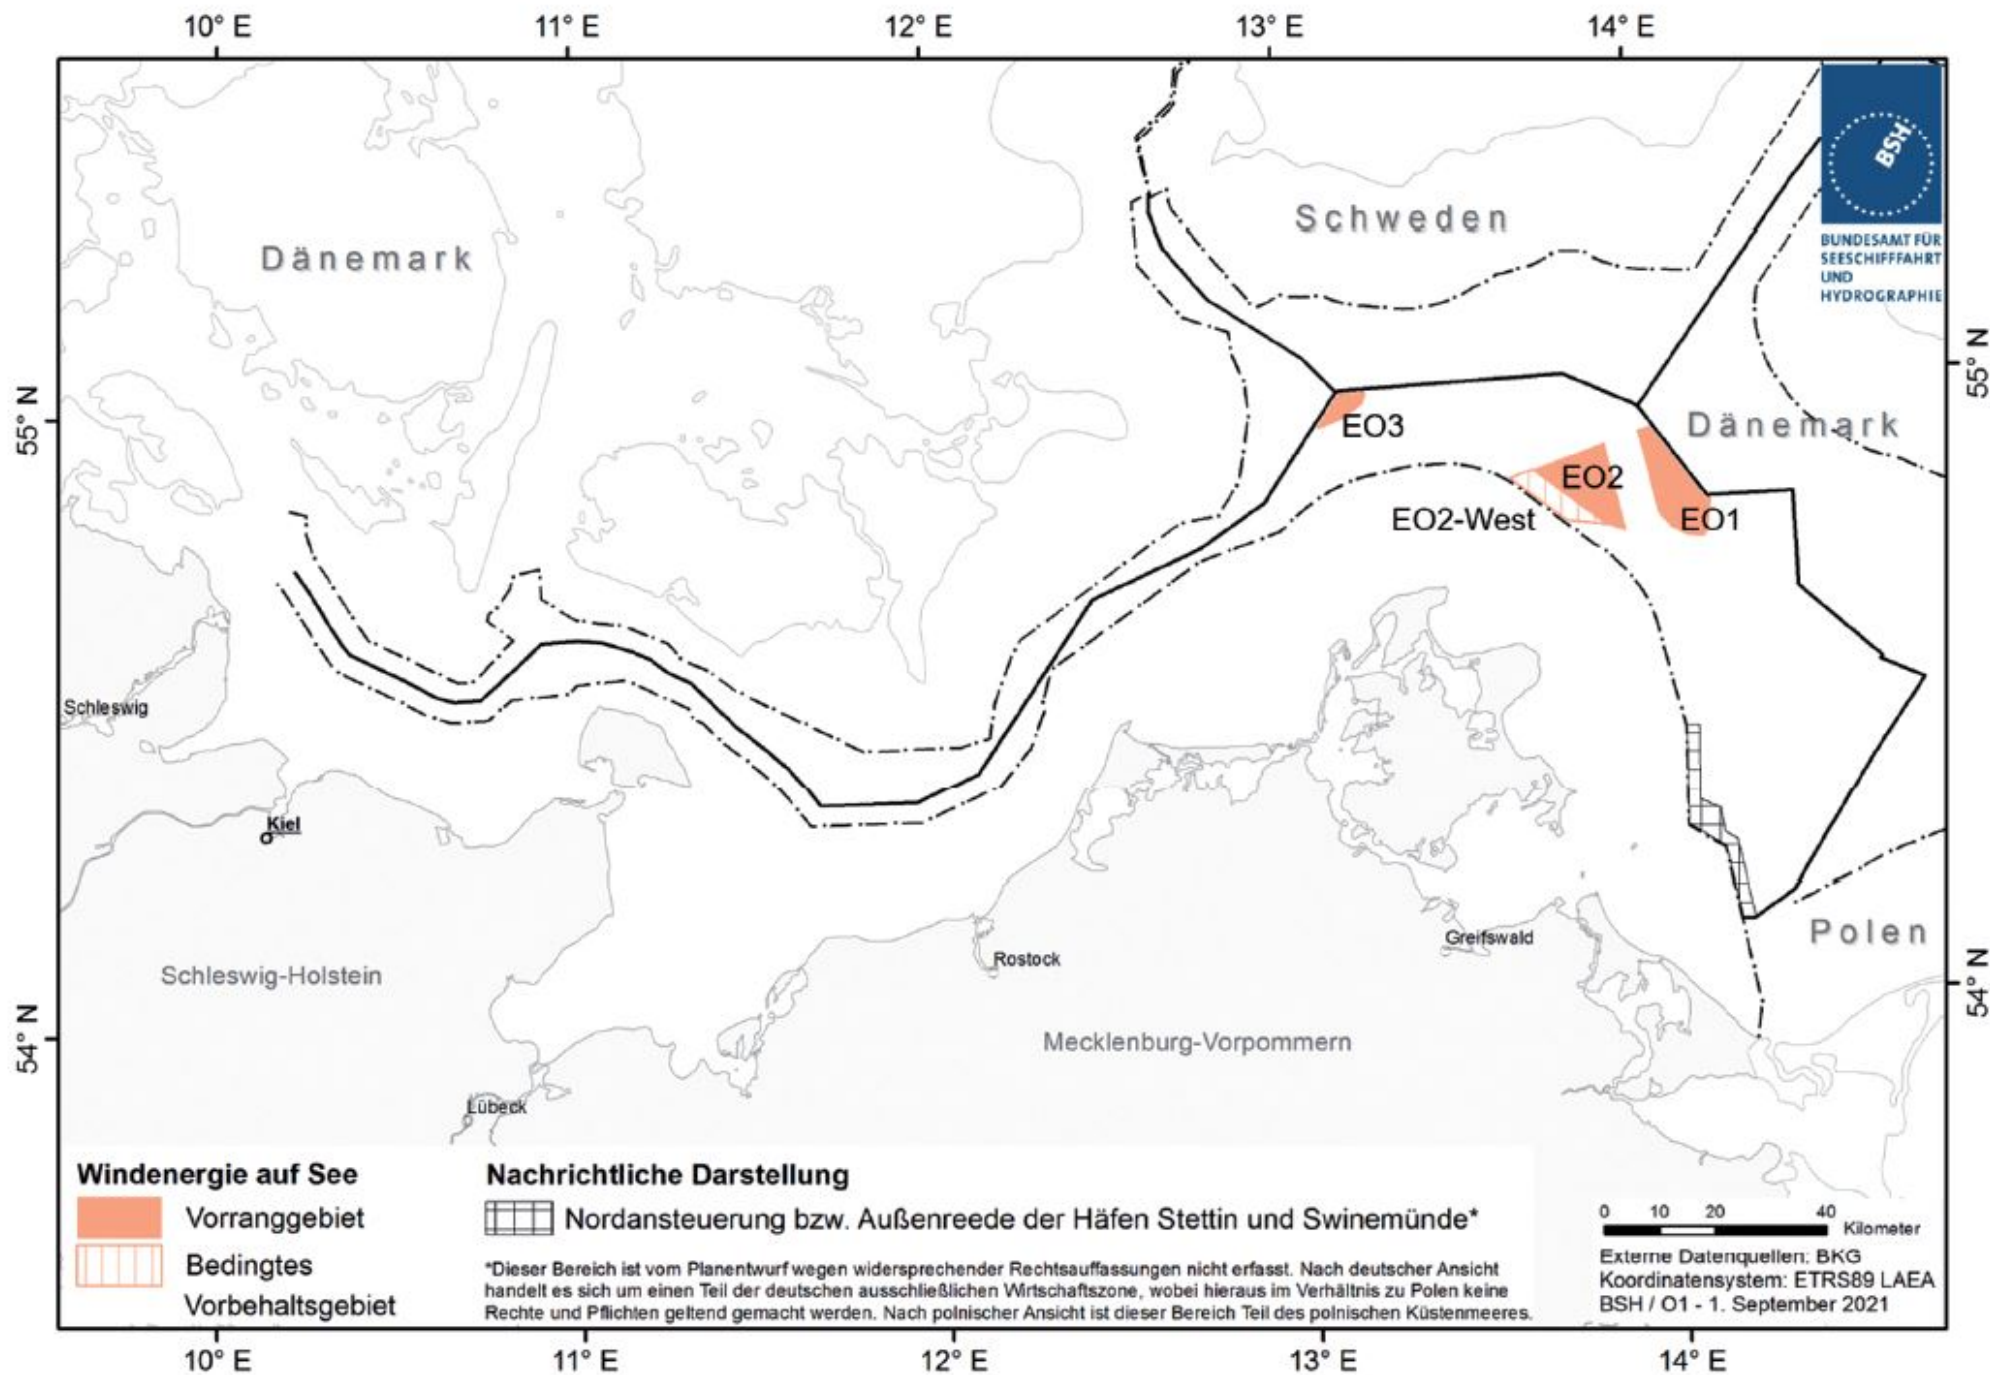 10° E
11° E
12° E
13° E
14° E
BSH
BUNDESAMT FÜR
SEESCHIFFFAHRT
UND
HYDROGRAPHIE
Schweden
Dänemark
55° N
55° N
EO3
Dänemark
EO2
EO2-West
EO1
Schleswig
Kiel
Polen
Greifswald
Rostock
Schleswig-Holstein
54° N
54° N
Mecklenburg-Vorpommern
Lübeck
Windenergie auf See
Vorranggebiet
Bedingtes
Vorbehaltsgebiet
Nachrichtliche Darstellung
Nordansteuerung bzw. Außenreede der Häfen Stettin und Swinemünde*
*Dieser Bereich ist vom Planentwurf wegen widersprechender Rechtsauffassungen nicht erfasst. Nach deutscher Ansicht
handelt es sich um einen Teil der deutschen ausschließlichen Wirtschaftszone, wobei hieraus im Verhältnis zu Polen keine
Rechte und Pflichten geltend gemacht werden. Nach polnischer Ansicht ist dieser Bereich Teil des polnischen Küstenmeeres.
0 10 20 40
Kilometer
Externe Datenquellen: BKG
Koordinatensystem: ETRS89 LAEA
BSH / O1 - 1. September 2021
10° E
11° E
12° E
13° E
14° E